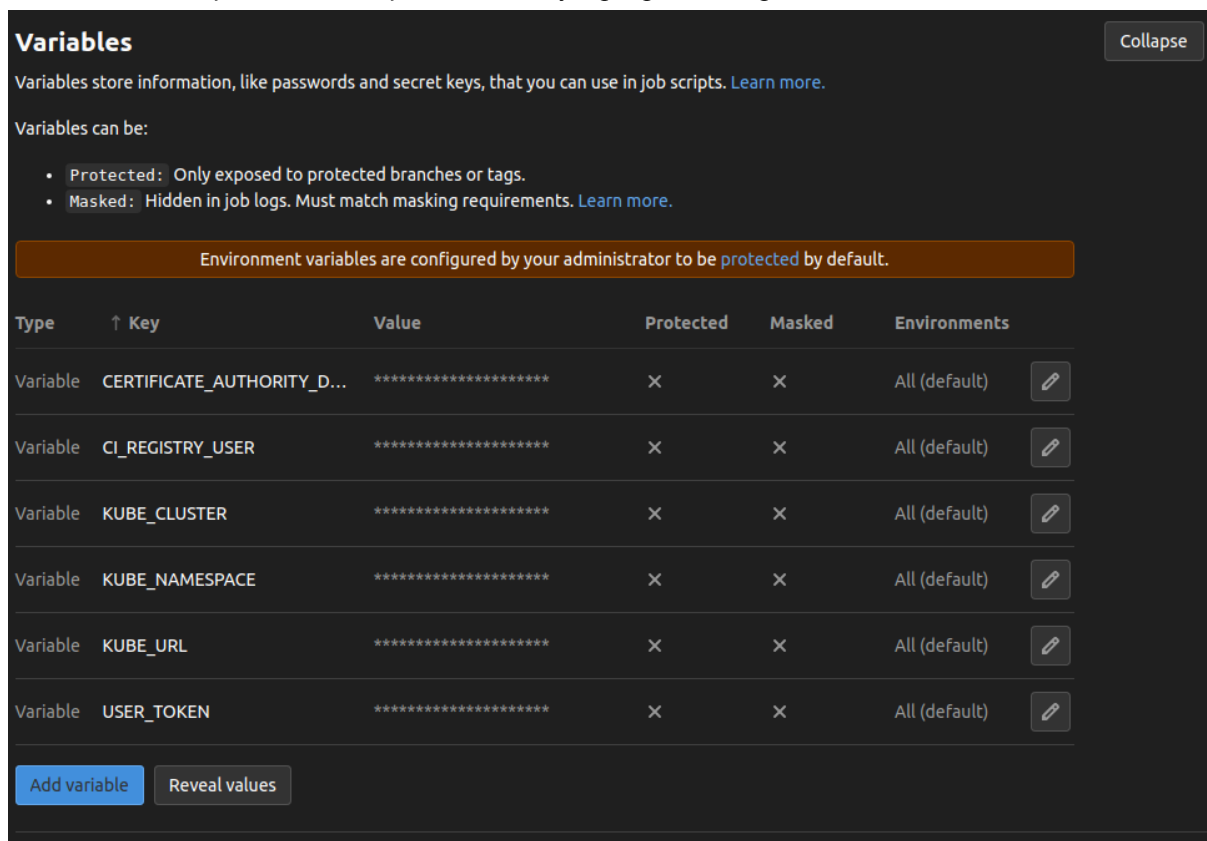 Variables
Collapse
Variables store information, like passwords and secret keys, that you can use in job scripts. Learn more.
Variables can be:
• Protected: Only exposed to protected branches or tags.
• Masked: Hidden in job logs. Must match masking requirements. Learn more.
Environment variables are configured by your administrator to be protected by default.
Type ↑ Key Value Protected Masked Environments
Variable CERTIFICATE_AUTHORITY_D... ********************* ✕ ✕ All (default)
Variable CI_REGISTRY_USER ********************* ✕ ✕ All (default)
Variable KUBE_CLUSTER ********************* ✕ ✕ All (default)
Variable KUBE_NAMESPACE ********************* ✕ ✕ All (default)
Variable KUBE_URL ********************* ✕ ✕ All (default)
Variable USER_TOKEN ********************* ✕ ✕ All (default)
Add variable Reveal values